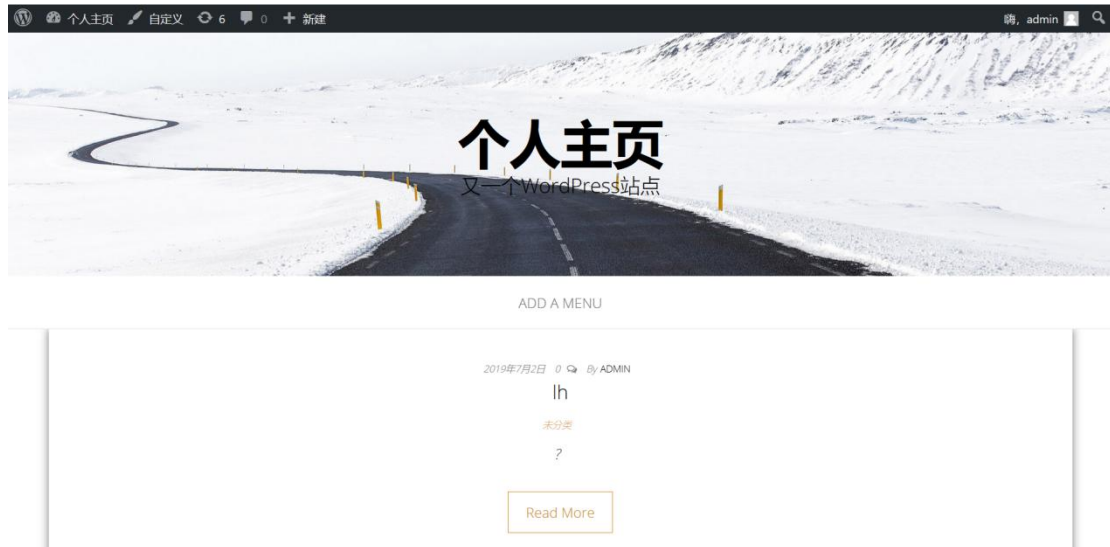 个人主页 自定义 6 0 新建 嗨，admin
个人主页
又一个WordPress站点
ADD A MENU
2019年7月2日 0 By ADMIN
lh
未分类
?
Read More